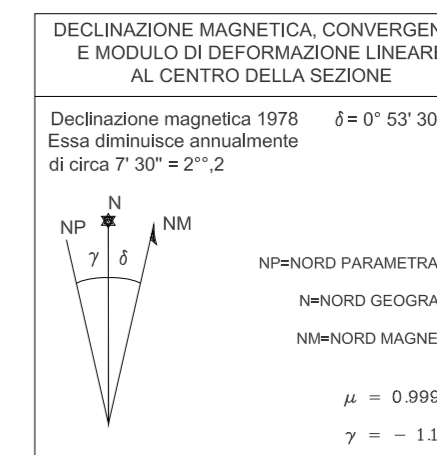 DECLINAZIONE MAGNETICA, CONVERGEN
E MODULO DI DEFORMAZIONE LINEARE
AL CENTRO DELLA SEZIONE
Declinazione magnetica 1978 δ = 0° 53' 30
Essa diminuisce annualmente
di circa 7' 30" = 2°°,2
N
NP NM
γ δ
NP=NORD PARAMETRA
N=NORD GEOGRA
NM=NORD MAGNE
μ = 0.999
γ = − 1.1